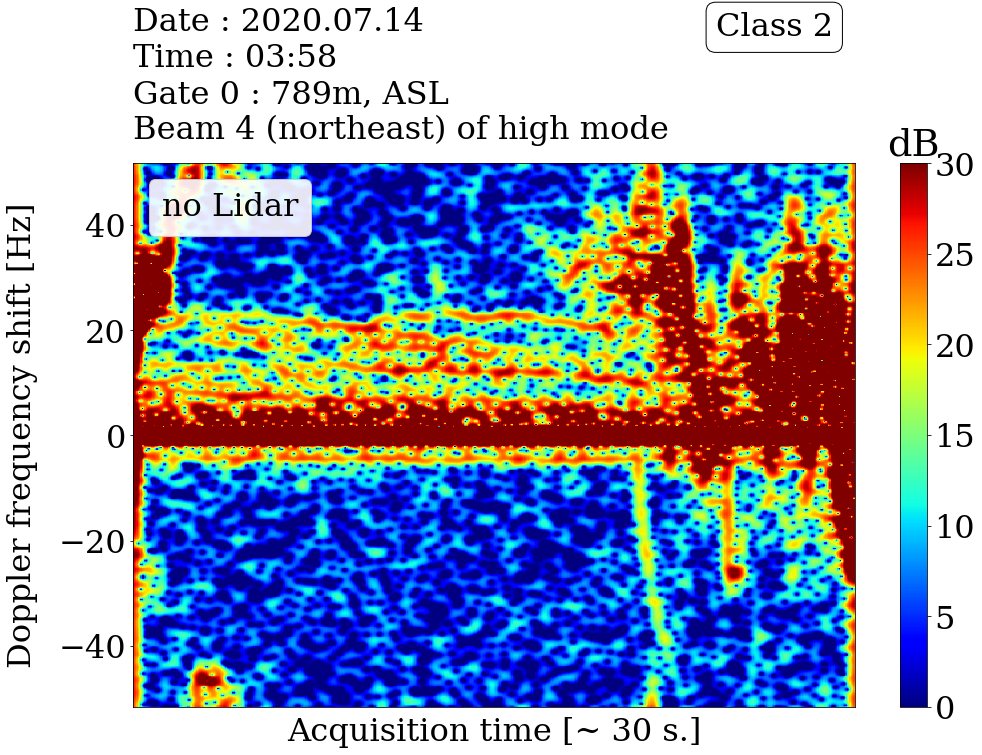 Date : 2020.07.14
Time : 03:58
Gate 0 : 789m, ASL
Beam 4 (northeast) of high mode
Class 2
no Lidar
dB
Doppler frequency shift [Hz]
40
20
0
−20
−40
Acquisition time [~ 30 s.]
30
25
20
15
10
5
0